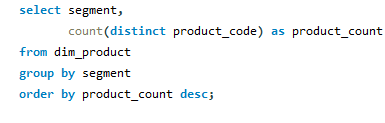 select segment,
count(distinct product_code) as product_count
from dim_product
group by segment
order by product_count desc;